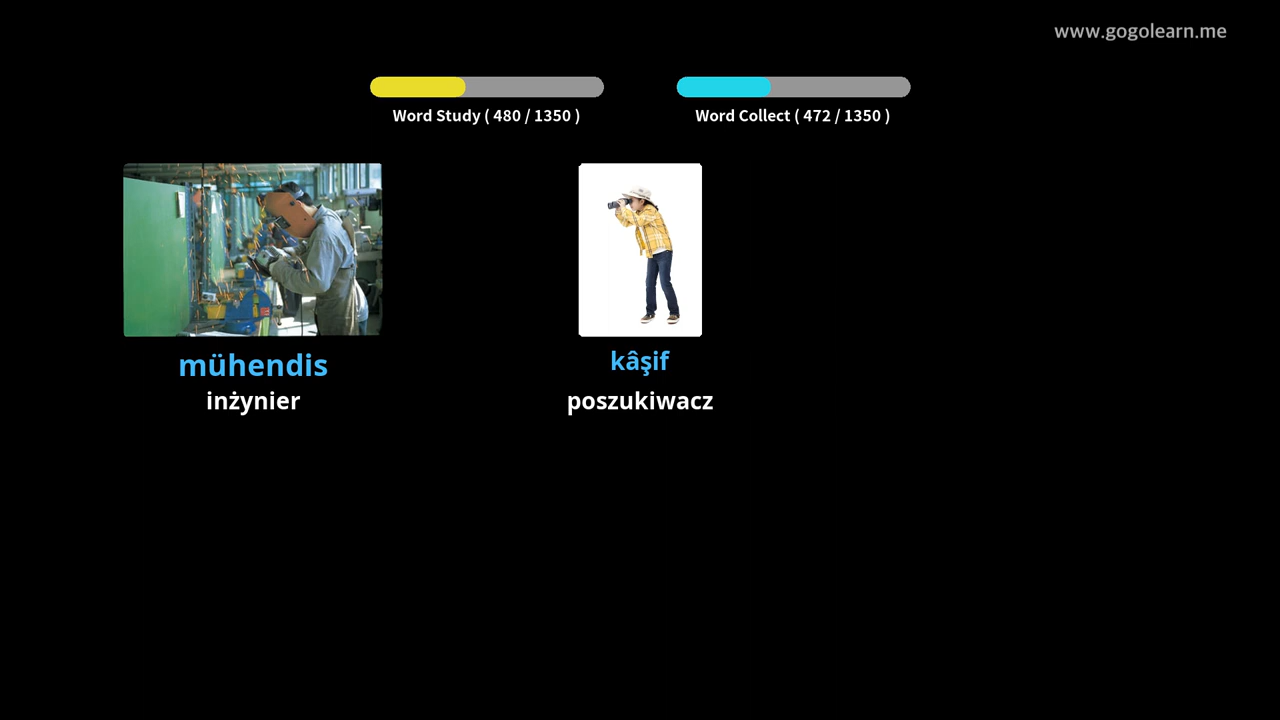 www.gogolearn.me
Word Study ( 480 / 1350 )
Word Collect ( 472 / 1350 )
mühendis
inżynier
kâşif
poszukiwacz